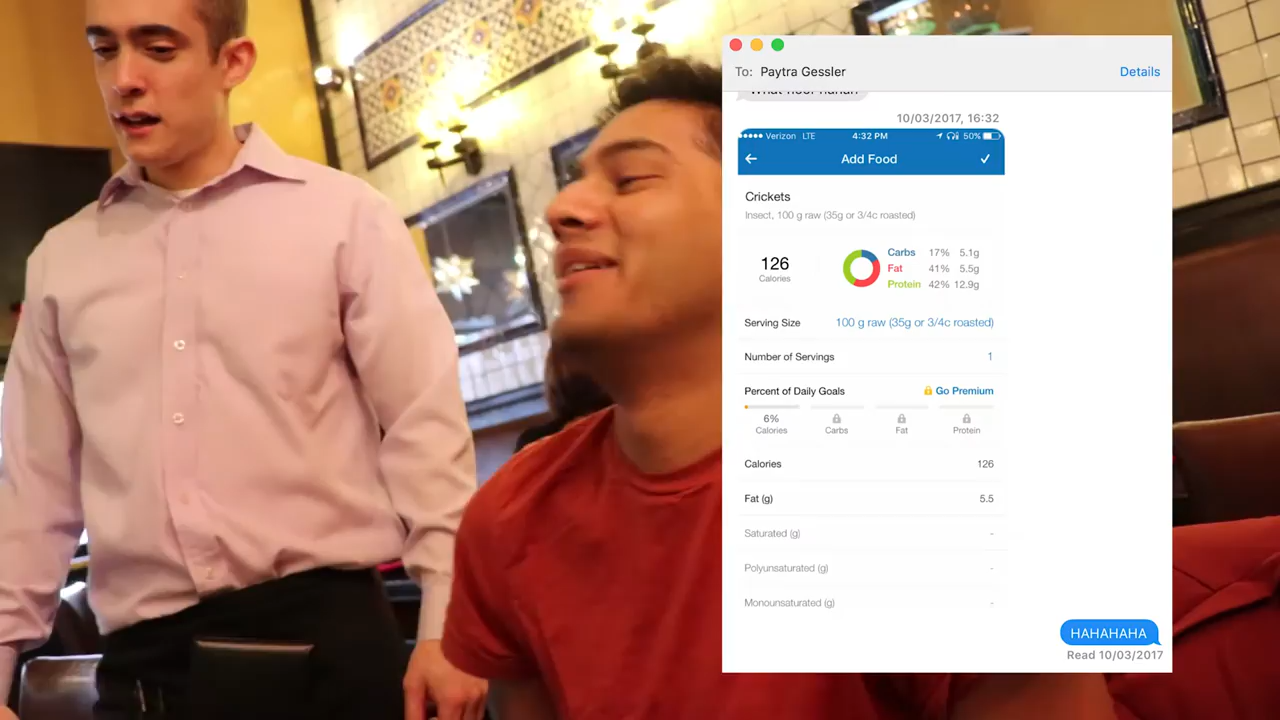 To: Paytra Gessler
Details
10/03/2017, 16:32
Verizon LTE
4:32 PM
50%
Add Food
Crickets
Insect, 100 g raw (35g or 3/4c roasted)
126
Calories
Carbs 17% 5.1g
Fat 41% 5.5g
Protein 42% 12.9g
Serving Size 100 g raw (35g or 3/4c roasted)
Number of Servings 1
Percent of Daily Goals Go Premium
6%
Calories Carbs Fat Protein
Calories 126
Fat (g) 5.5
Saturated (g) -
Polyunsaturated (g) -
Monounsaturated (g) -
HAHAHAHA
Read 10/03/2017